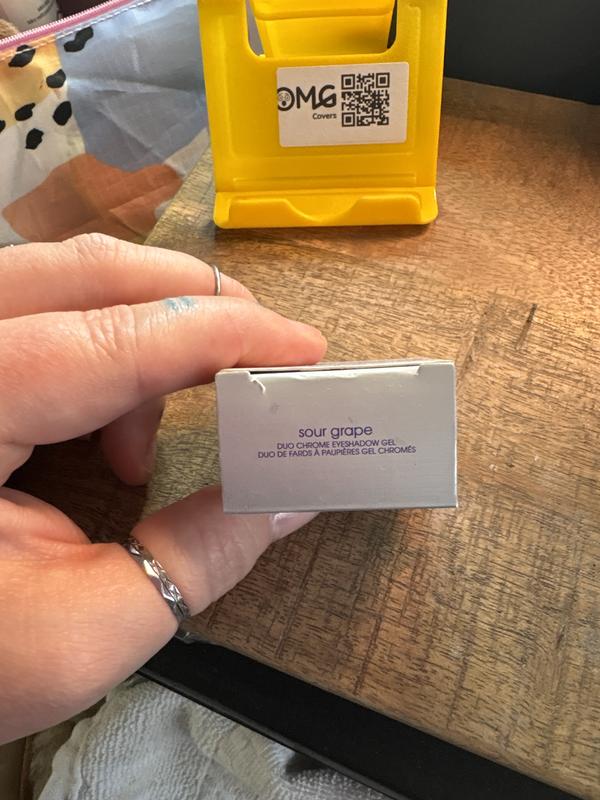 OMG
Covers
sour grape
DUO CHROME EYESHADOW GEL
DUO DE FARDS À PAUPIÈRES GEL CHROMÉS